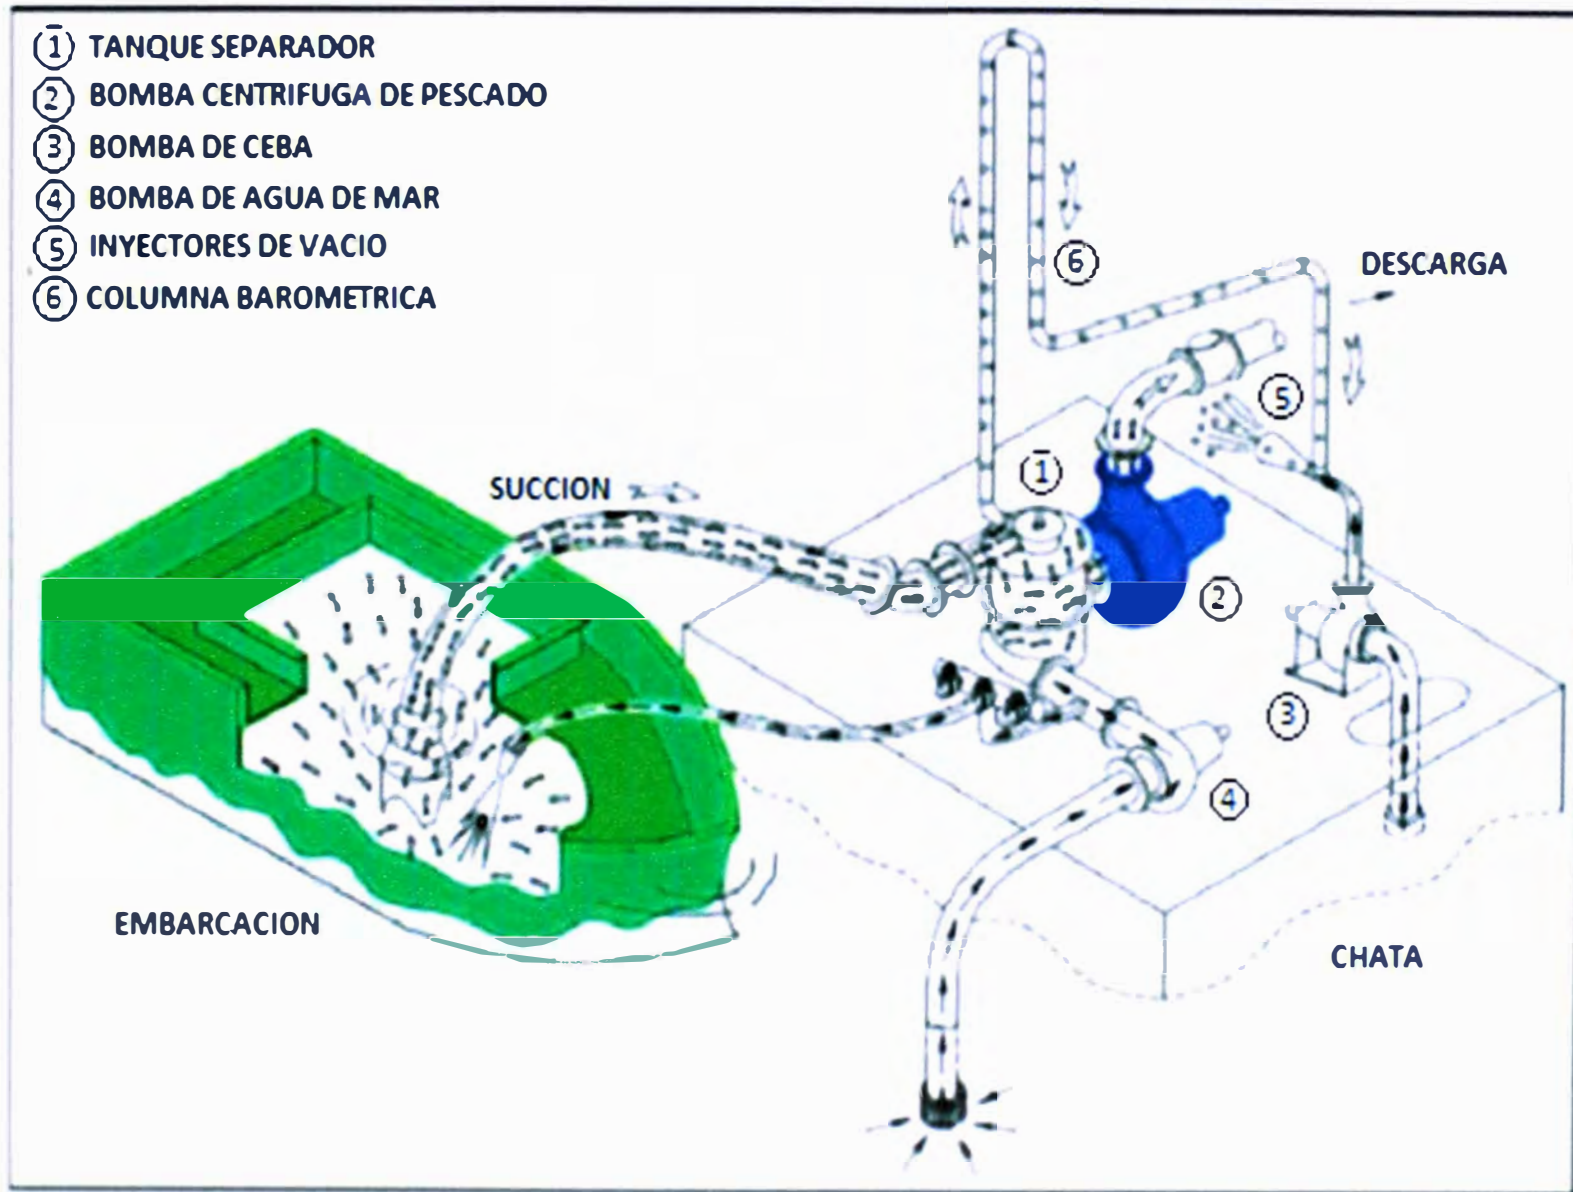 1 TANQUE SEPARADOR
2 BOMBA CENTRIFUGA DE PESCADO
3 BOMBA DE CEBA
4 BOMBA DE AGUA DE MAR
5 INYECTORES DE VACIO
6 COLUMNA BAROMETRICA
6
DESCARGA
5
1
SUCCION
2
3
4
EMBARCACION
CHATA